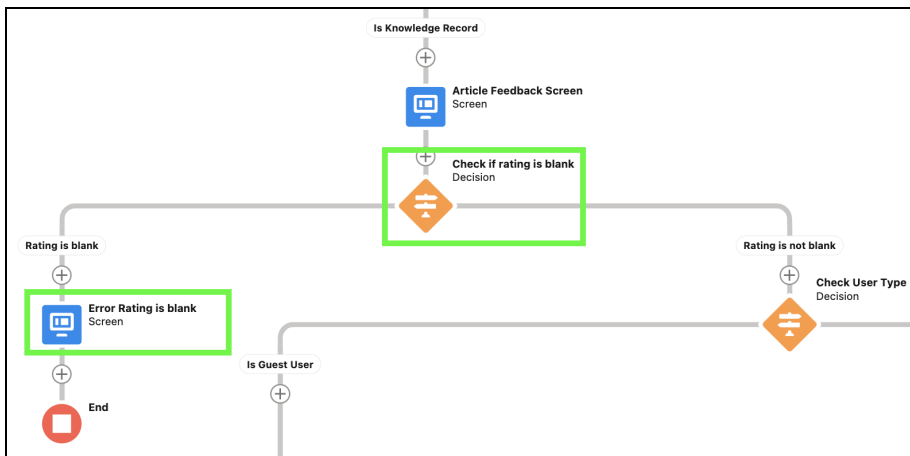 Is Knowledge Record
Article Feedback Screen
Screen
Check if rating is blank
Decision
Rating is blank
Rating is not blank
Error Rating is blank
Screen
Check User Type
Decision
Is Guest User
End